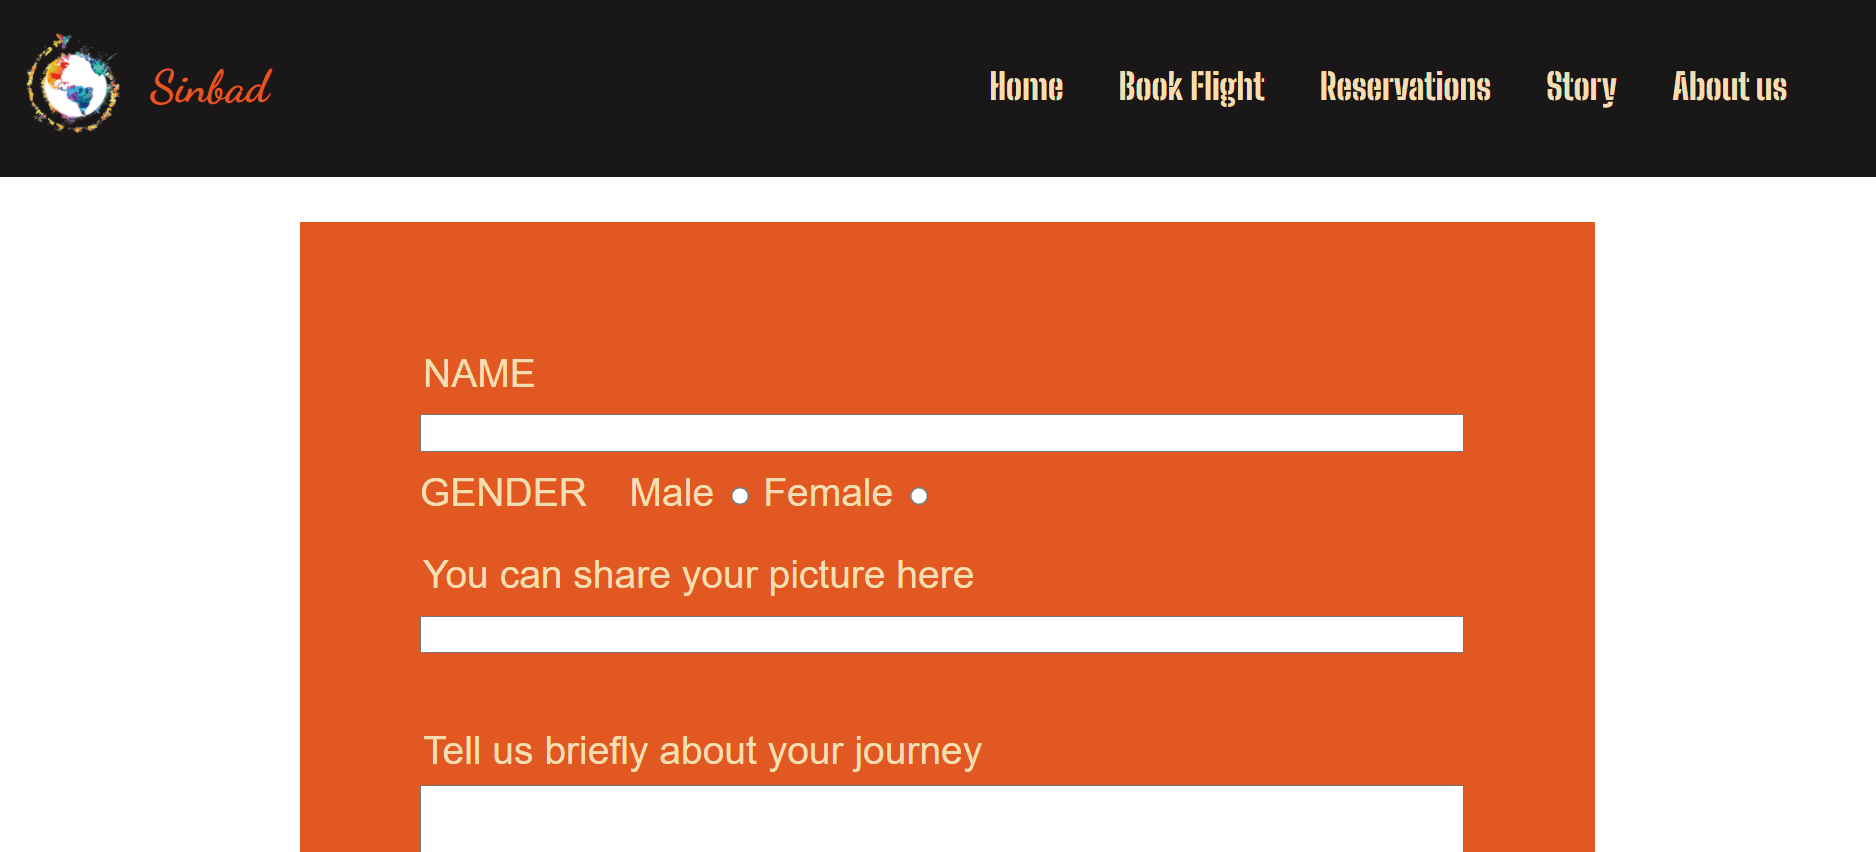 Sinbad
Home Book Flight Reservations Story About us
NAME
GENDER Male Female
You can share your picture here
Tell us briefly about your journey